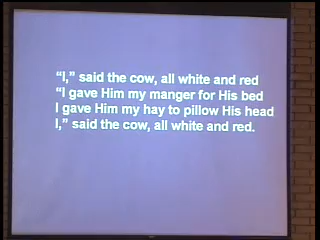 “I,” said the cow, all white and red
“I gave Him my manger for His bed
I gave Him my hay to pillow His head
I,” said the cow, all white and red.